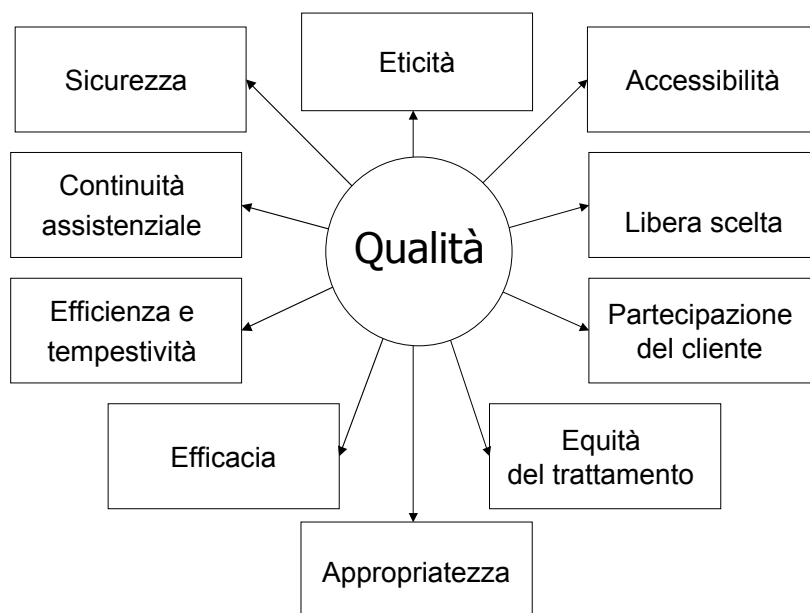 Eticità
Sicurezza
Accessibilità
Continuità
assistenziale
Qualità
Libera scelta
Efficienza e
tempestività
Partecipazione
del cliente
Efficacia
Equità
del trattamento
Appropriatezza